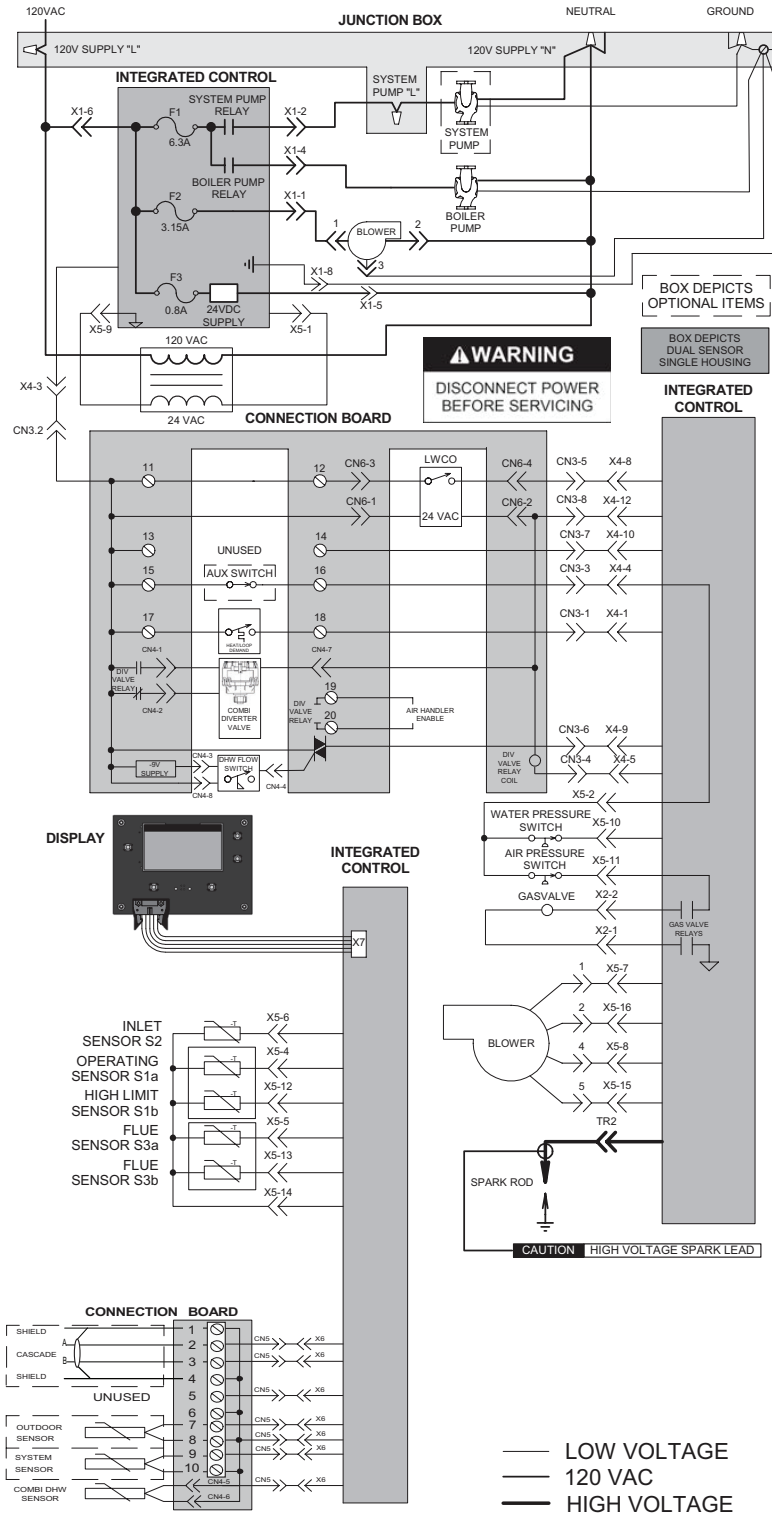 120VAC
JUNCTION BOX
NEUTRAL
GROUND
120V SUPPLY "L"
120V SUPPLY "N"
INTEGRATED CONTROL
SYSTEM
PUMP "L"
SYSTEM PUMP
RELAY
X1-6
F1
6.3A
X1-2
SYSTEM
PUMP
X1-4
BOILER PUMP
RELAY
BOILER
PUMP
F2
3.15A
X1-1
1
BLOWER
2
3
X1-8
F3
0.8A
24VDC
SUPPLY
X1-5
BOX DEPICTS
OPTIONAL ITEMS
X5-9
X5-1
120 VAC
24 VAC
BOX DEPICTS
DUAL SENSOR
SINGLE HOUSING
WARNING
DISCONNECT POWER
BEFORE SERVICING
X4-3
CN3.2
CONNECTION BOARD
INTEGRATED
CONTROL
11
12
CN6-3
LWCO
CN6-4
CN3-5
X4-8
CN6-1
24 VAC
CN6-2
CN3-8
X4-12
13
UNUSED
14
CN3-7
X4-10
15
AUX SWITCH
16
CN3-3
X4-4
17
HEAT/LOOP
DEMAND
18
CN3-1
X4-1
CN4-1
CN4-7
DIV
VALVE
RELAY
CN4-2
COMBI
DIVERTER
VALVE
DIV
VALVE
RELAY
19
20
AIR HANDLER
ENABLE
CN3-6
X4-9
-9V
SUPPLY
CN4-3
CN4-8
DHW FLOW
SWITCH
CN4-4
DIV
VALVE
RELAY
COIL
CN3-4
X4-5
X5-2
WATER PRESSURE
SWITCH
X5-10
AIR PRESSURE
SWITCH
X5-11
GASVALVE
X2-2
GAS VALVE
RELAYS
X2-1
DISPLAY
INTEGRATED
CONTROL
X7
BLOWER
1
X5-7
2
X5-16
4
X5-8
5
X5-15
TR2
SPARK ROD
CAUTION
HIGH VOLTAGE SPARK LEAD
INLET
SENSOR S2
-T
X5-6
OPERATING
SENSOR S1a
-T
X5-4
HIGH LIMIT
SENSOR S1b
-T
X5-12
FLUE
SENSOR S3a
-T
X5-5
FLUE
SENSOR S3b
-T
X5-13
X5-14
CONNECTION BOARD
SHIELD
1
A
2
CN5
X6
CASCADE
B
3
CN5
X6
SHIELD
4
UNUSED
5
CN5
X6
6
OUTDOOR
SENSOR
7
CN5
X6
8
CN5
X6
SYSTEM
SENSOR
9
CN5
X6
10
COMBI DHW
SENSOR
CN4-5
CN5
X6
CN4-6
LOW VOLTAGE
120 VAC
HIGH VOLTAGE